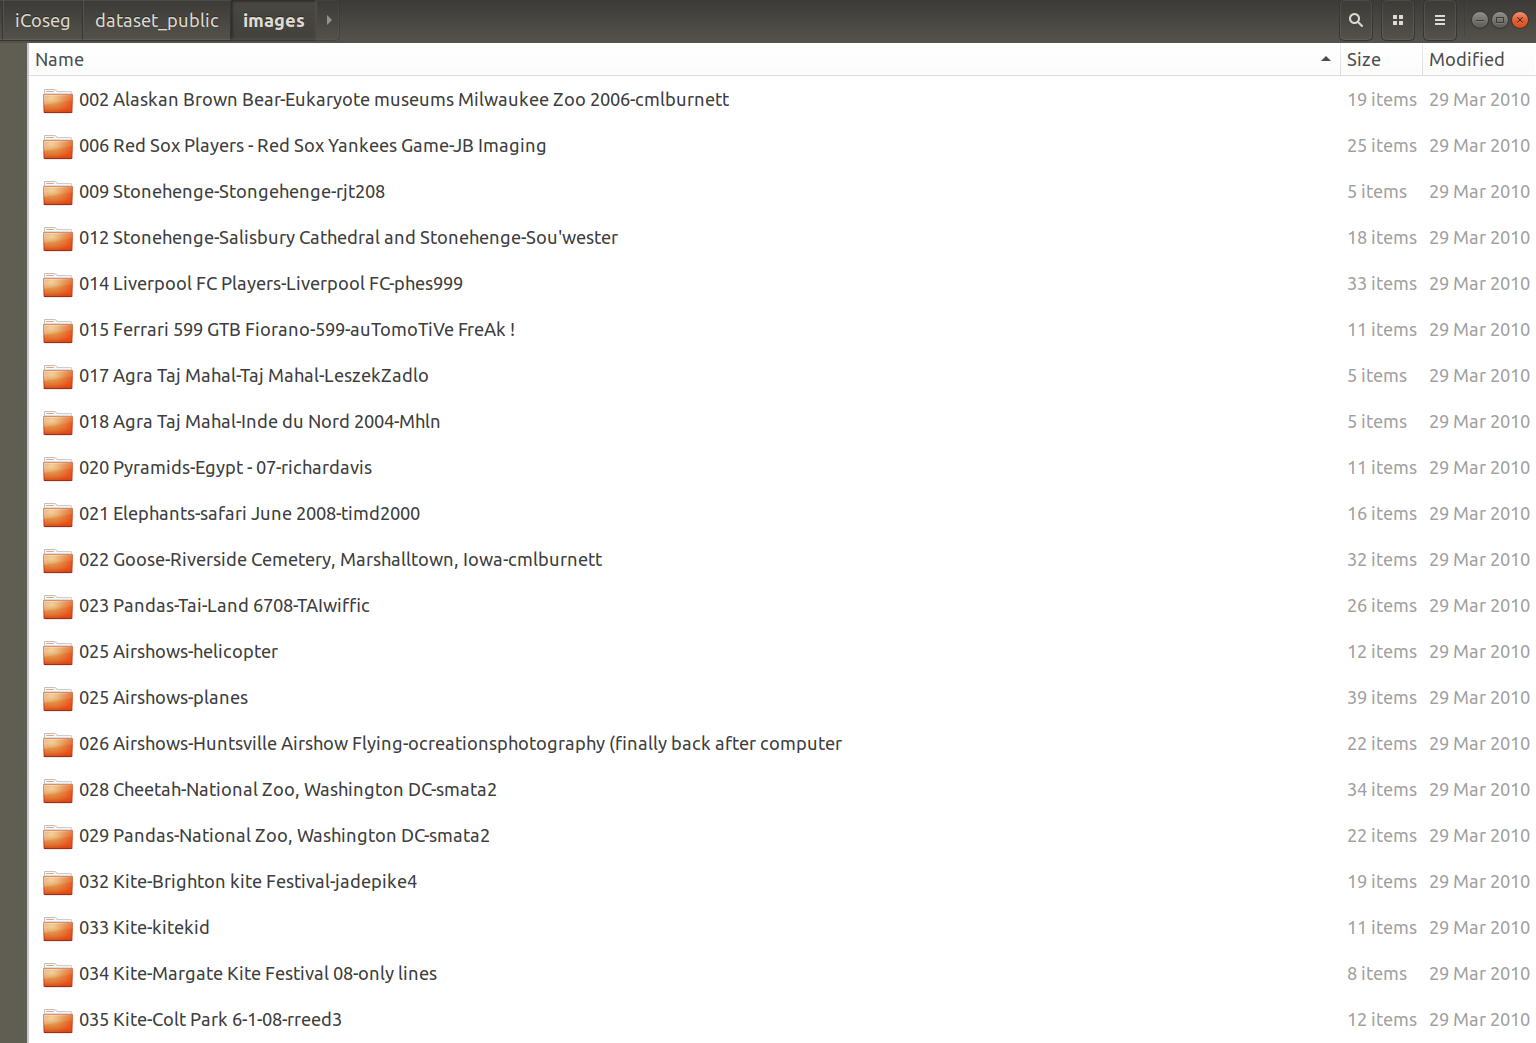 iCoseg dataset_public images
Name Size Modified
002 Alaskan Brown Bear-Eukaryote museums Milwaukee Zoo 2006-cmlburnett 19 items 29 Mar 2010
006 Red Sox Players - Red Sox Yankees Game-JB Imaging 25 items 29 Mar 2010
009 Stonehenge-Stongehenge-rjt208 5 items 29 Mar 2010
012 Stonehenge-Salisbury Cathedral and Stonehenge-Sou'wester 18 items 29 Mar 2010
014 Liverpool FC Players-Liverpool FC-phes999 33 items 29 Mar 2010
015 Ferrari 599 GTB Fiorano-599-auTomoTiVe FreAk ! 11 items 29 Mar 2010
017 Agra Taj Mahal-Taj Mahal-LeszekZadlo 5 items 29 Mar 2010
018 Agra Taj Mahal-Inde du Nord 2004-Mhln 5 items 29 Mar 2010
020 Pyramids-Egypt - 07-richardavis 11 items 29 Mar 2010
021 Elephants-safari June 2008-timd2000 16 items 29 Mar 2010
022 Goose-Riverside Cemetery, Marshalltown, Iowa-cmlburnett 32 items 29 Mar 2010
023 Pandas-Tai-Land 6708-TAIwiffic 26 items 29 Mar 2010
025 Airshows-helicopter 12 items 29 Mar 2010
025 Airshows-planes 39 items 29 Mar 2010
026 Airshows-Huntsville Airshow Flying-ocreationsphotography (finally back after computer 22 items 29 Mar 2010
028 Cheetah-National Zoo, Washington DC-smata2 34 items 29 Mar 2010
029 Pandas-National Zoo, Washington DC-smata2 22 items 29 Mar 2010
032 Kite-Brighton kite Festival-jadepike4 19 items 29 Mar 2010
033 Kite-kitekid 11 items 29 Mar 2010
034 Kite-Margate Kite Festival 08-only lines 8 items 29 Mar 2010
035 Kite-Colt Park 6-1-08-rreed3 12 items 29 Mar 2010